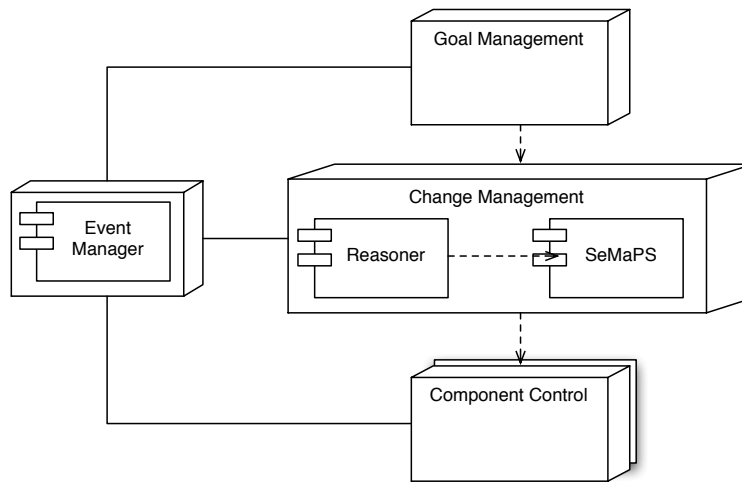 Goal Management
Change Management
Event
Manager
Reasoner
SeMaPS
Component Control